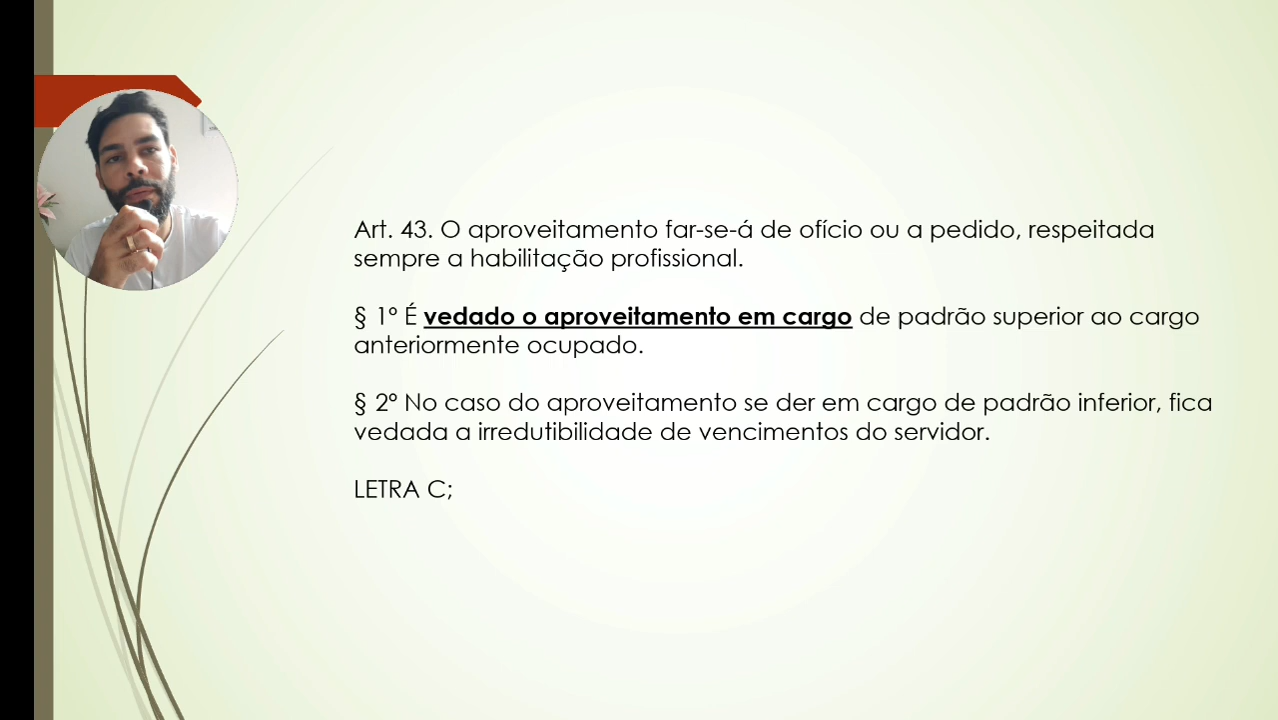 Art. 43. O aproveitamento far-se-á de ofício ou a pedido, respeitada
sempre a habilitação profissional.
§ 1º É vedado o aproveitamento em cargo de padrão superior ao cargo
anteriormente ocupado.
§ 2º No caso do aproveitamento se der em cargo de padrão inferior, fica
vedada a irredutibilidade de vencimentos do servidor.
LETRA C;